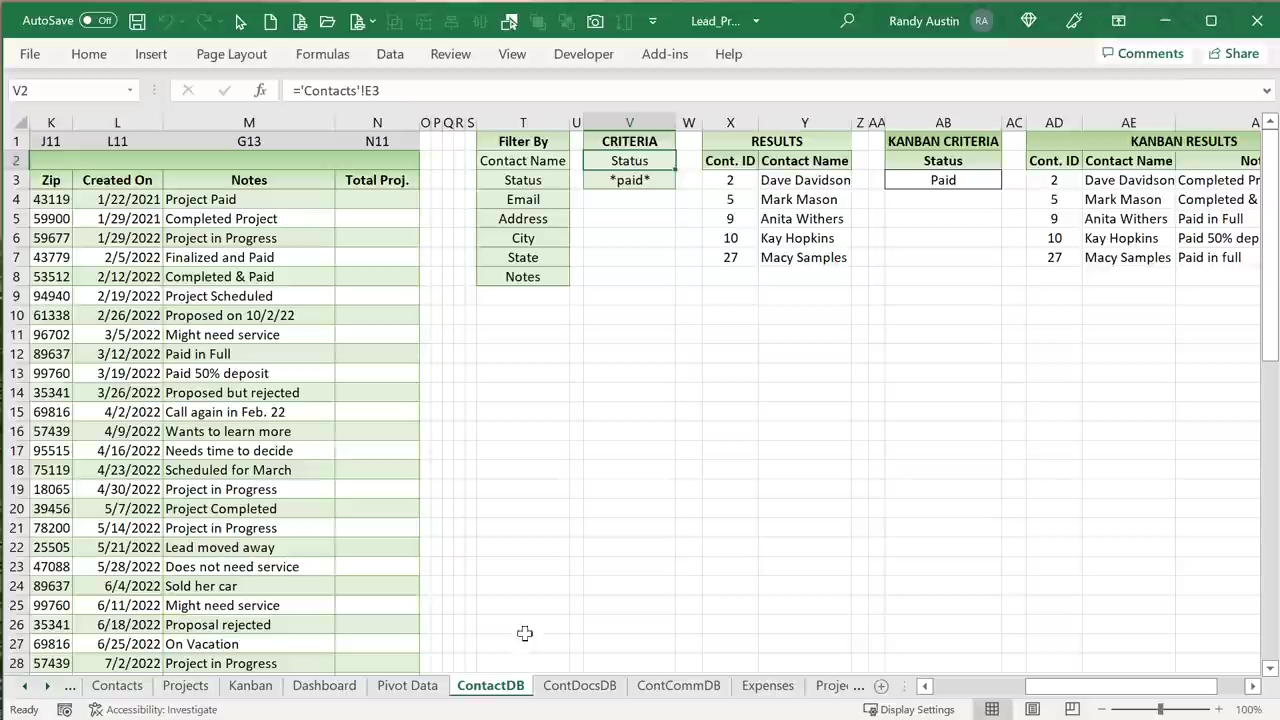 AutoSave Off Lead_Pr... Randy Austin RA
File Home Insert Page Layout Formulas Data Review View Developer Add-ins Help Comments Share
V2 fx ='Contacts'!E3
K L M N O P Q R S T U V W X Y Z AA AB AC AD AE A
1 J11 L11 G13 N11 Filter By CRITERIA RESULTS KANBAN CRITERIA KANBAN RESULTS
2 Contact Name Status Cont. ID Contact Name Status Cont. ID Contact Name Not
3 Zip Created On Notes Total Proj. Status *paid* 2 Dave Davidson Paid 2 Dave Davidson Completed Pr
4 43119 1/22/2021 Project Paid Email 5 Mark Mason 5 Mark Mason Completed &
5 59900 1/29/2021 Completed Project Address 9 Anita Withers 9 Anita Withers Paid in Full
6 59677 1/29/2022 Project in Progress City 10 Kay Hopkins 10 Kay Hopkins Paid 50% dep
7 43779 2/5/2022 Finalized and Paid State 27 Macy Samples 27 Macy Samples Paid in full
8 53512 2/12/2022 Completed & Paid Notes
9 94940 2/19/2022 Project Scheduled
10 61338 2/26/2022 Proposed on 10/2/22
11 96702 3/5/2022 Might need service
12 89637 3/12/2022 Paid in Full
13 99760 3/19/2022 Paid 50% deposit
14 35341 3/26/2022 Proposed but rejected
15 69816 4/2/2022 Call again in Feb. 22
16 57439 4/9/2022 Wants to learn more
17 95515 4/16/2022 Needs time to decide
18 75119 4/23/2022 Scheduled for March
19 18065 4/30/2022 Project in Progress
20 39456 5/7/2022 Project Completed
21 78200 5/14/2022 Project in Progress
22 25505 5/21/2022 Lead moved away
23 47088 5/28/2022 Does not need service
24 89637 6/4/2022 Sold her car
25 99760 6/11/2022 Might need service
26 35341 6/18/2022 Proposal rejected
27 69816 6/25/2022 On Vacation
28 57439 7/2/2022 Project in Progress
... Contacts Projects Kanban Dashboard Pivot Data ContactDB ContDocsDB ContCommDB Expenses Proje ...
Ready Accessibility: Investigate Display Settings 100%